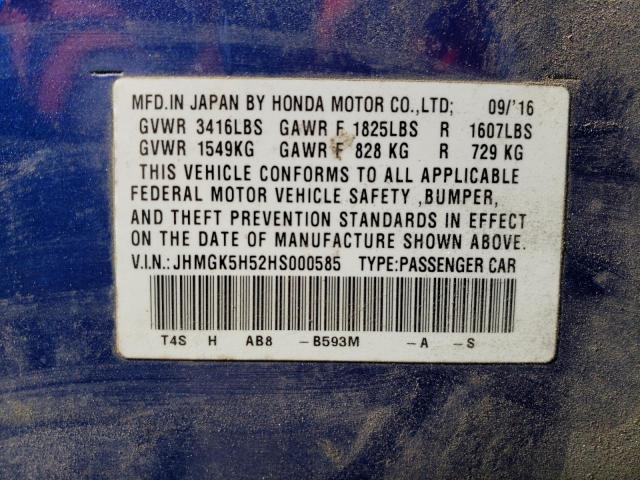 MFD.IN JAPAN BY HONDA MOTOR CO.,LTD; 09/'16
GVWR 3416LBS GAWR F 1825LBS R 1607LBS
GVWR 1549KG GAWR F 828 KG R 729 KG
THIS VEHICLE CONFORMS TO ALL APPLICABLE
FEDERAL MOTOR VEHICLE SAFETY ,BUMPER,
AND THEFT PREVENTION STANDARDS IN EFFECT
ON THE DATE OF MANUFACTURE SHOWN ABOVE.
V.I.N.: JHMGK5H52HS000585 TYPE:PASSENGER CAR
T4S H AB8 -B593M -A -S